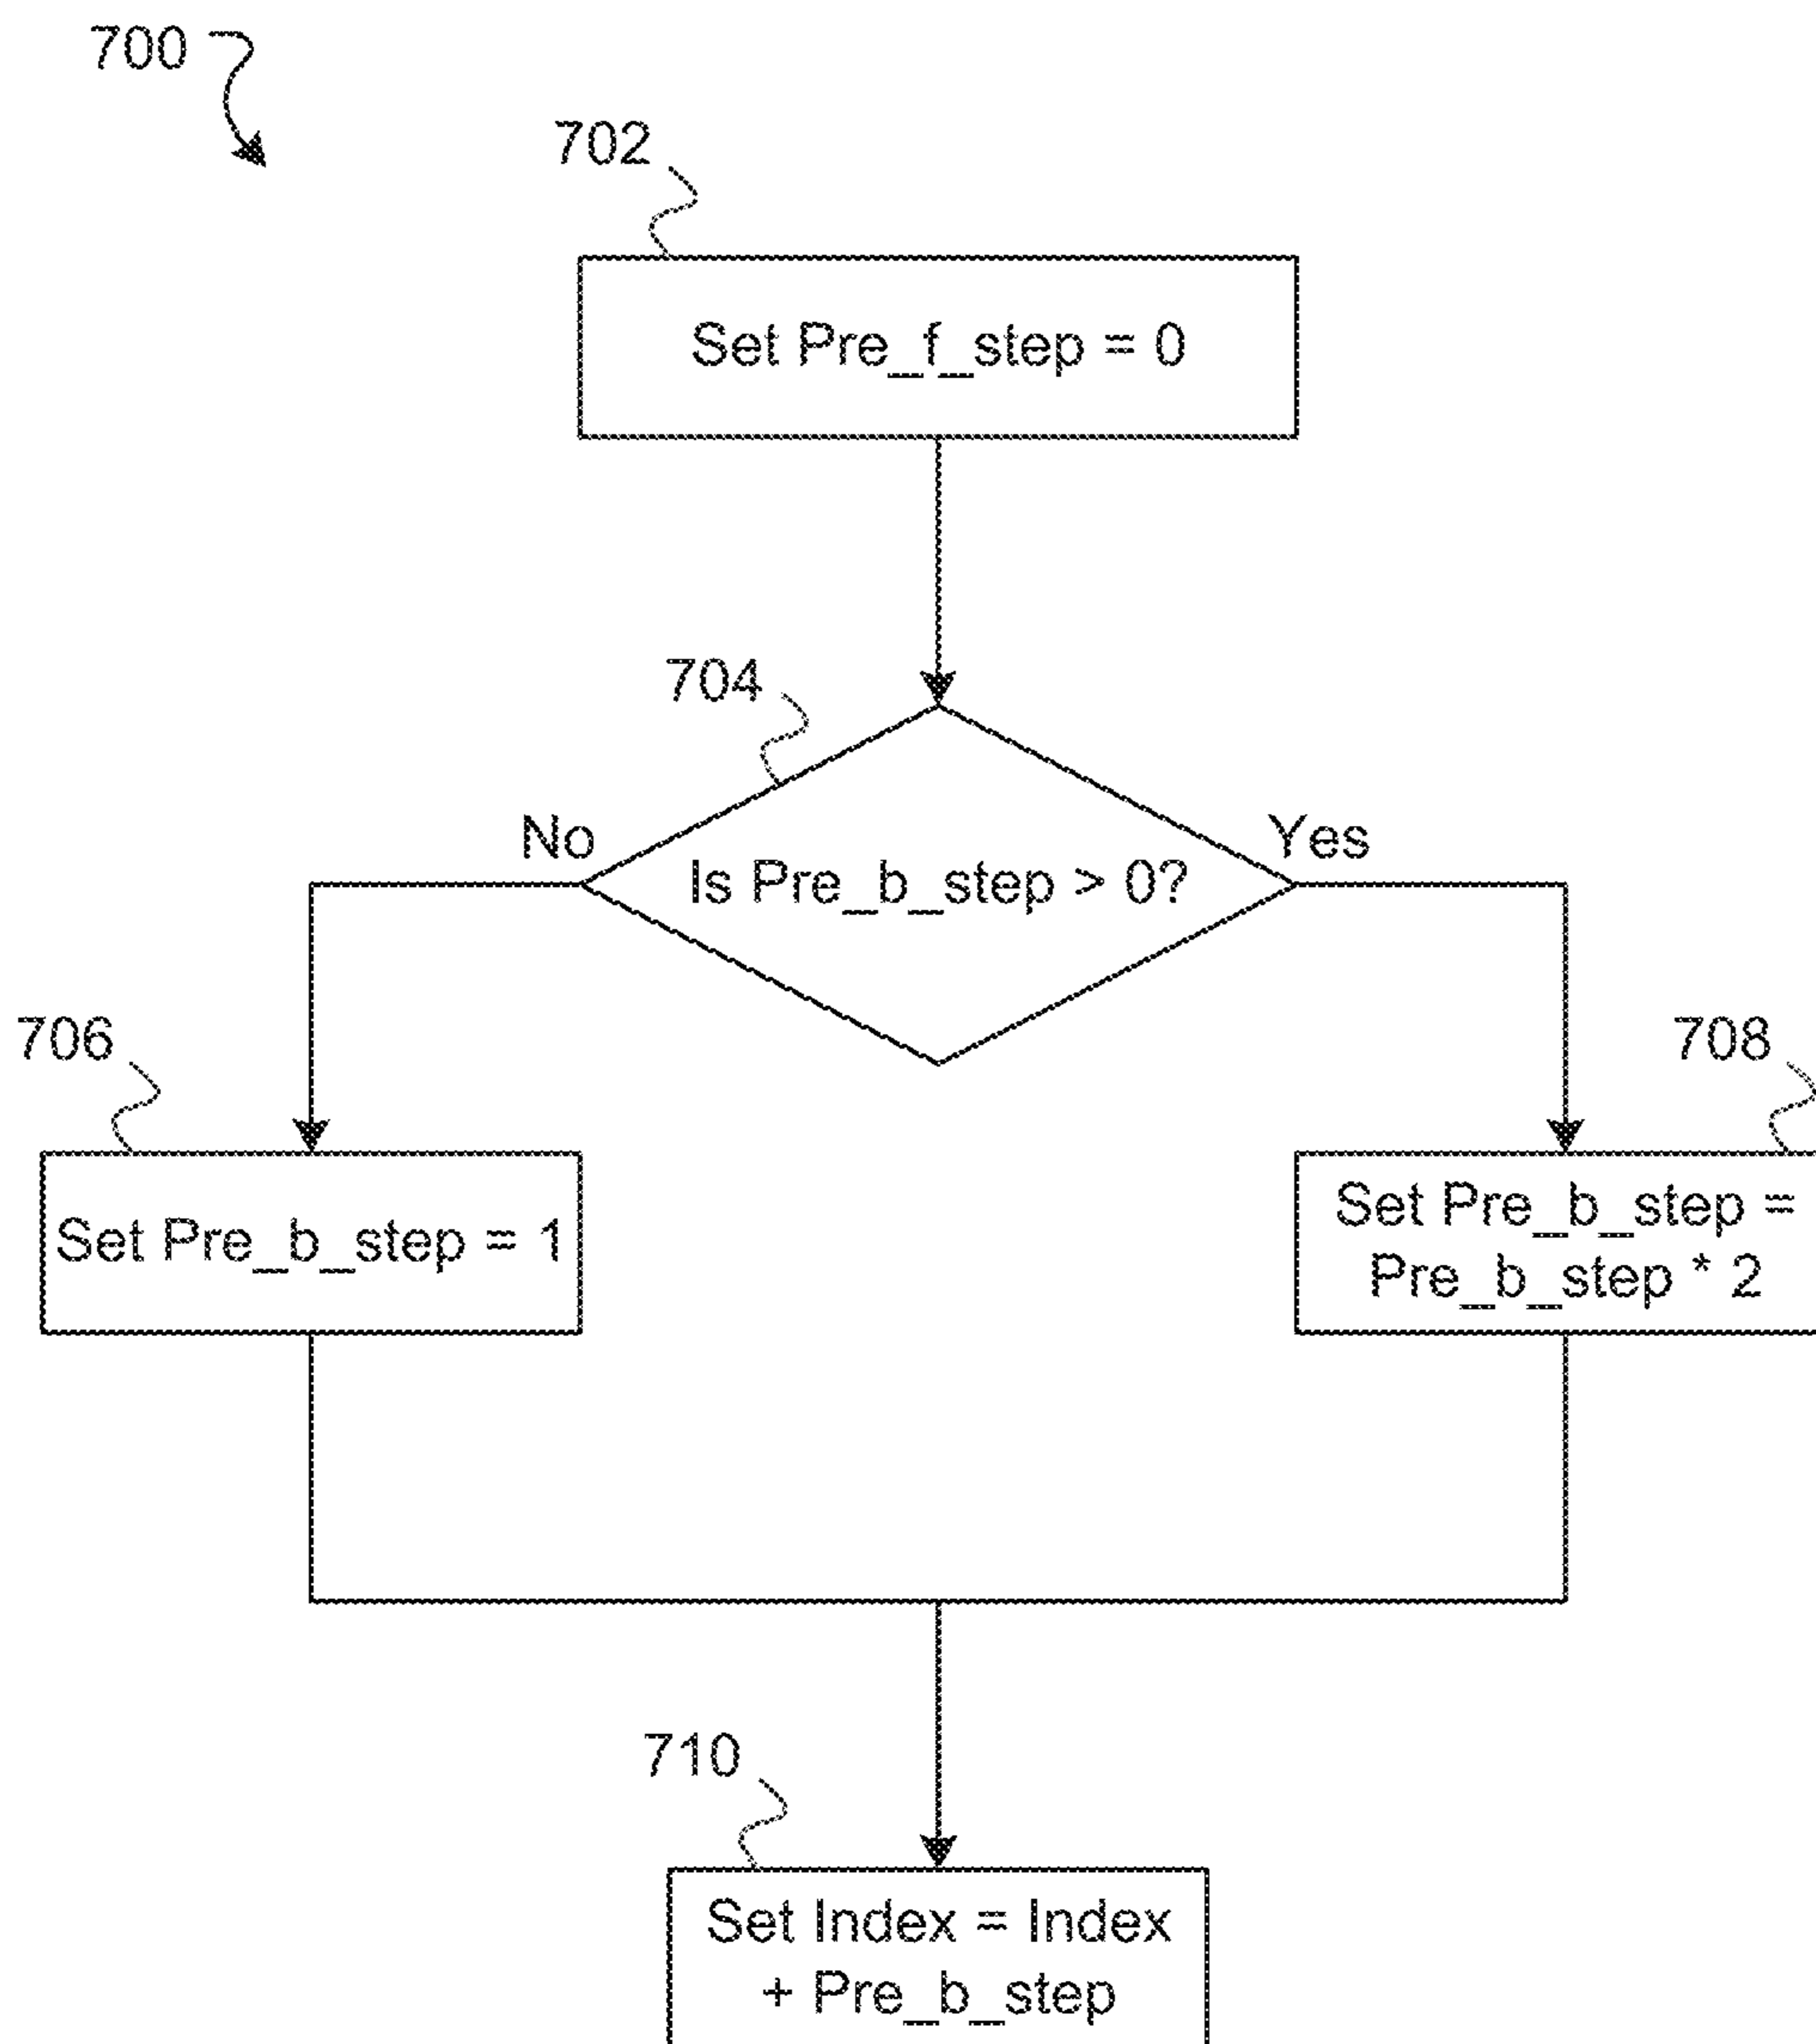 700
702
Set Pre_f_step = 0
704
No
Yes
Is Pre_b_step > 0?
706
708
Set Pre_b_step = 1
Set Pre_b_step =
Pre_b_step * 2
710
Set Index = Index
+ Pre_b_step